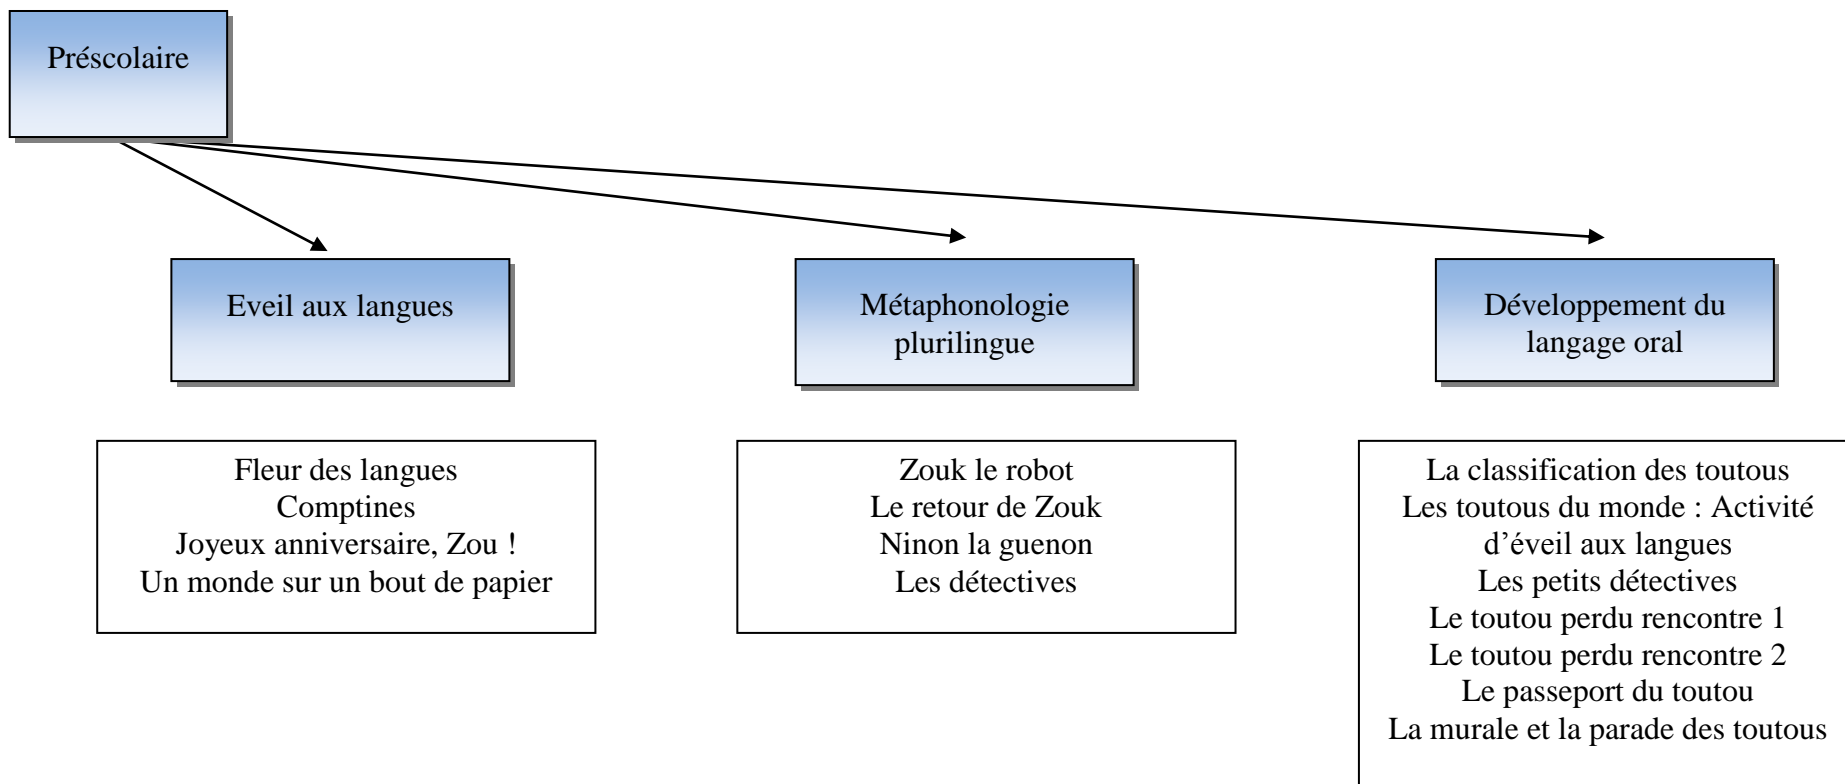 Préscolaire
Eveil aux langues
Métaphonologie
plurilingue
Développement du
langage oral
Fleur des langues
Comptines
Joyeux anniversaire, Zou !
Un monde sur un bout de papier
Zouk le robot
Le retour de Zouk
Ninon la guenon
Les détectives
La classification des toutous
Les toutous du monde : Activité
d’éveil aux langues
Les petits détectives
Le toutou perdu rencontre 1
Le toutou perdu rencontre 2
Le passeport du toutou
La murale et la parade des toutous